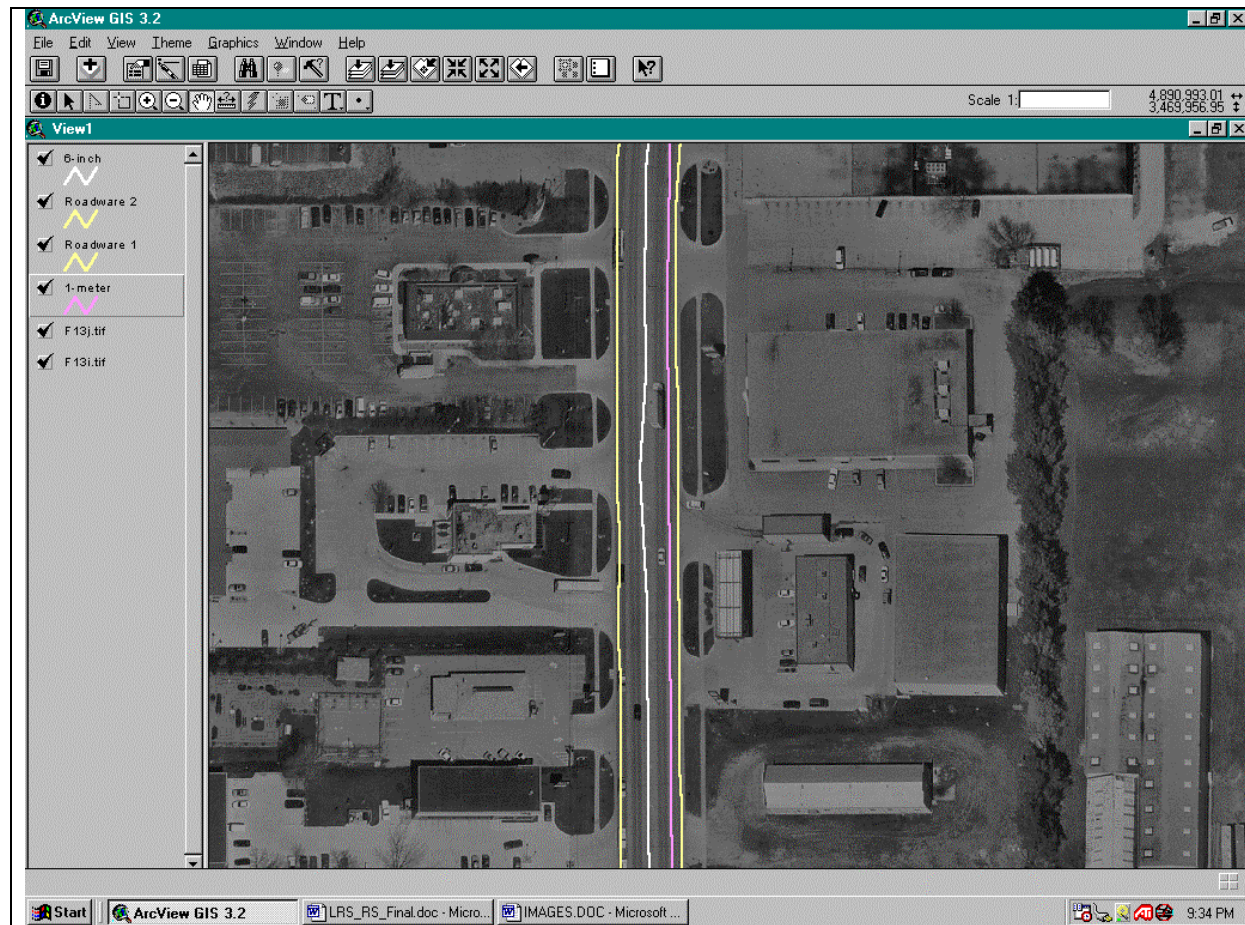 ArcView GIS 3.2
File Edit View Theme Graphics Window Help
Scale 1:
4,890,993.01
3,469,956.95
View1
6-inch
Roadware 2
Roadware 1
1-meter
F13j.tif
F13i.tif
Start ArcView GIS 3.2 LRS_RS_Final.doc - Micro... IMAGES.DOC - Microsoft ... 9:34 PM